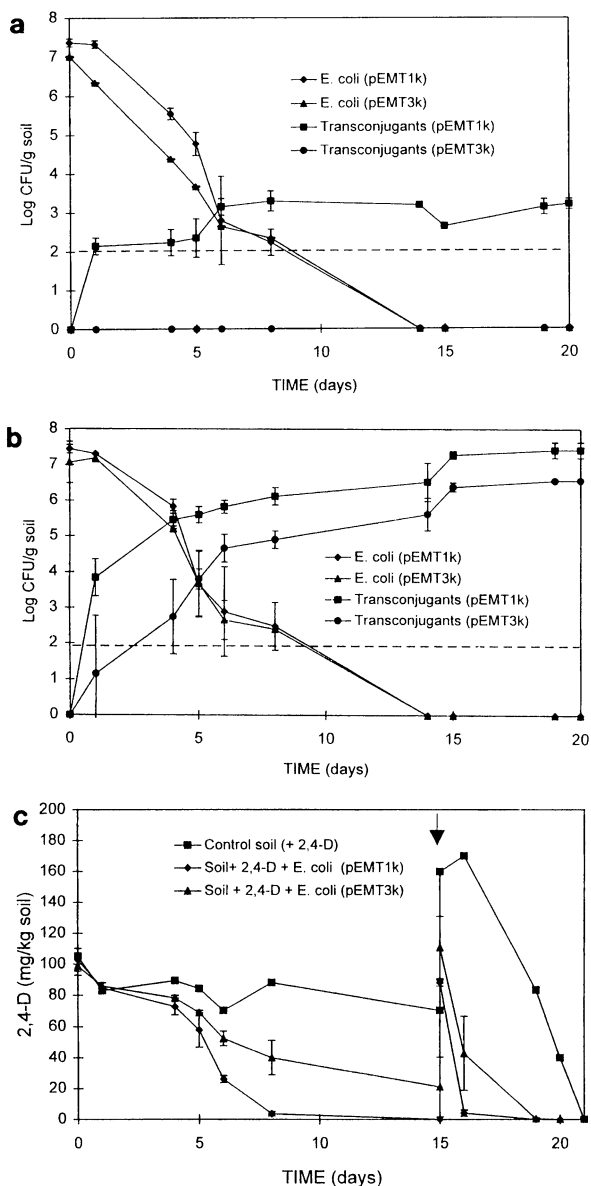 a
8
7
6
5
4
3
2
1
0
Log CFU/g soil
E. coli (pEMT1k)
E. coli (pEMT3k)
Transconjugants (pEMT1k)
Transconjugants (pEMT3k)
0 5 10 15 20
TIME (days)
b
8
7
6
5
4
3
2
1
0
Log CFU/g soil
E. coli (pEMT1k)
E. coli (pEMT3k)
Transconjugants (pEMT1k)
Transconjugants (pEMT3k)
0 5 10 15 20
TIME (days)
c
200
180
160
140
120
100
80
60
40
20
0
2,4-D (mg/kg soil)
Control soil (+ 2,4-D)
Soil+ 2,4-D + E. coli (pEMT1k)
Soil + 2,4-D + E. coli (pEMT3k)
0 5 10 15 20
TIME (days)